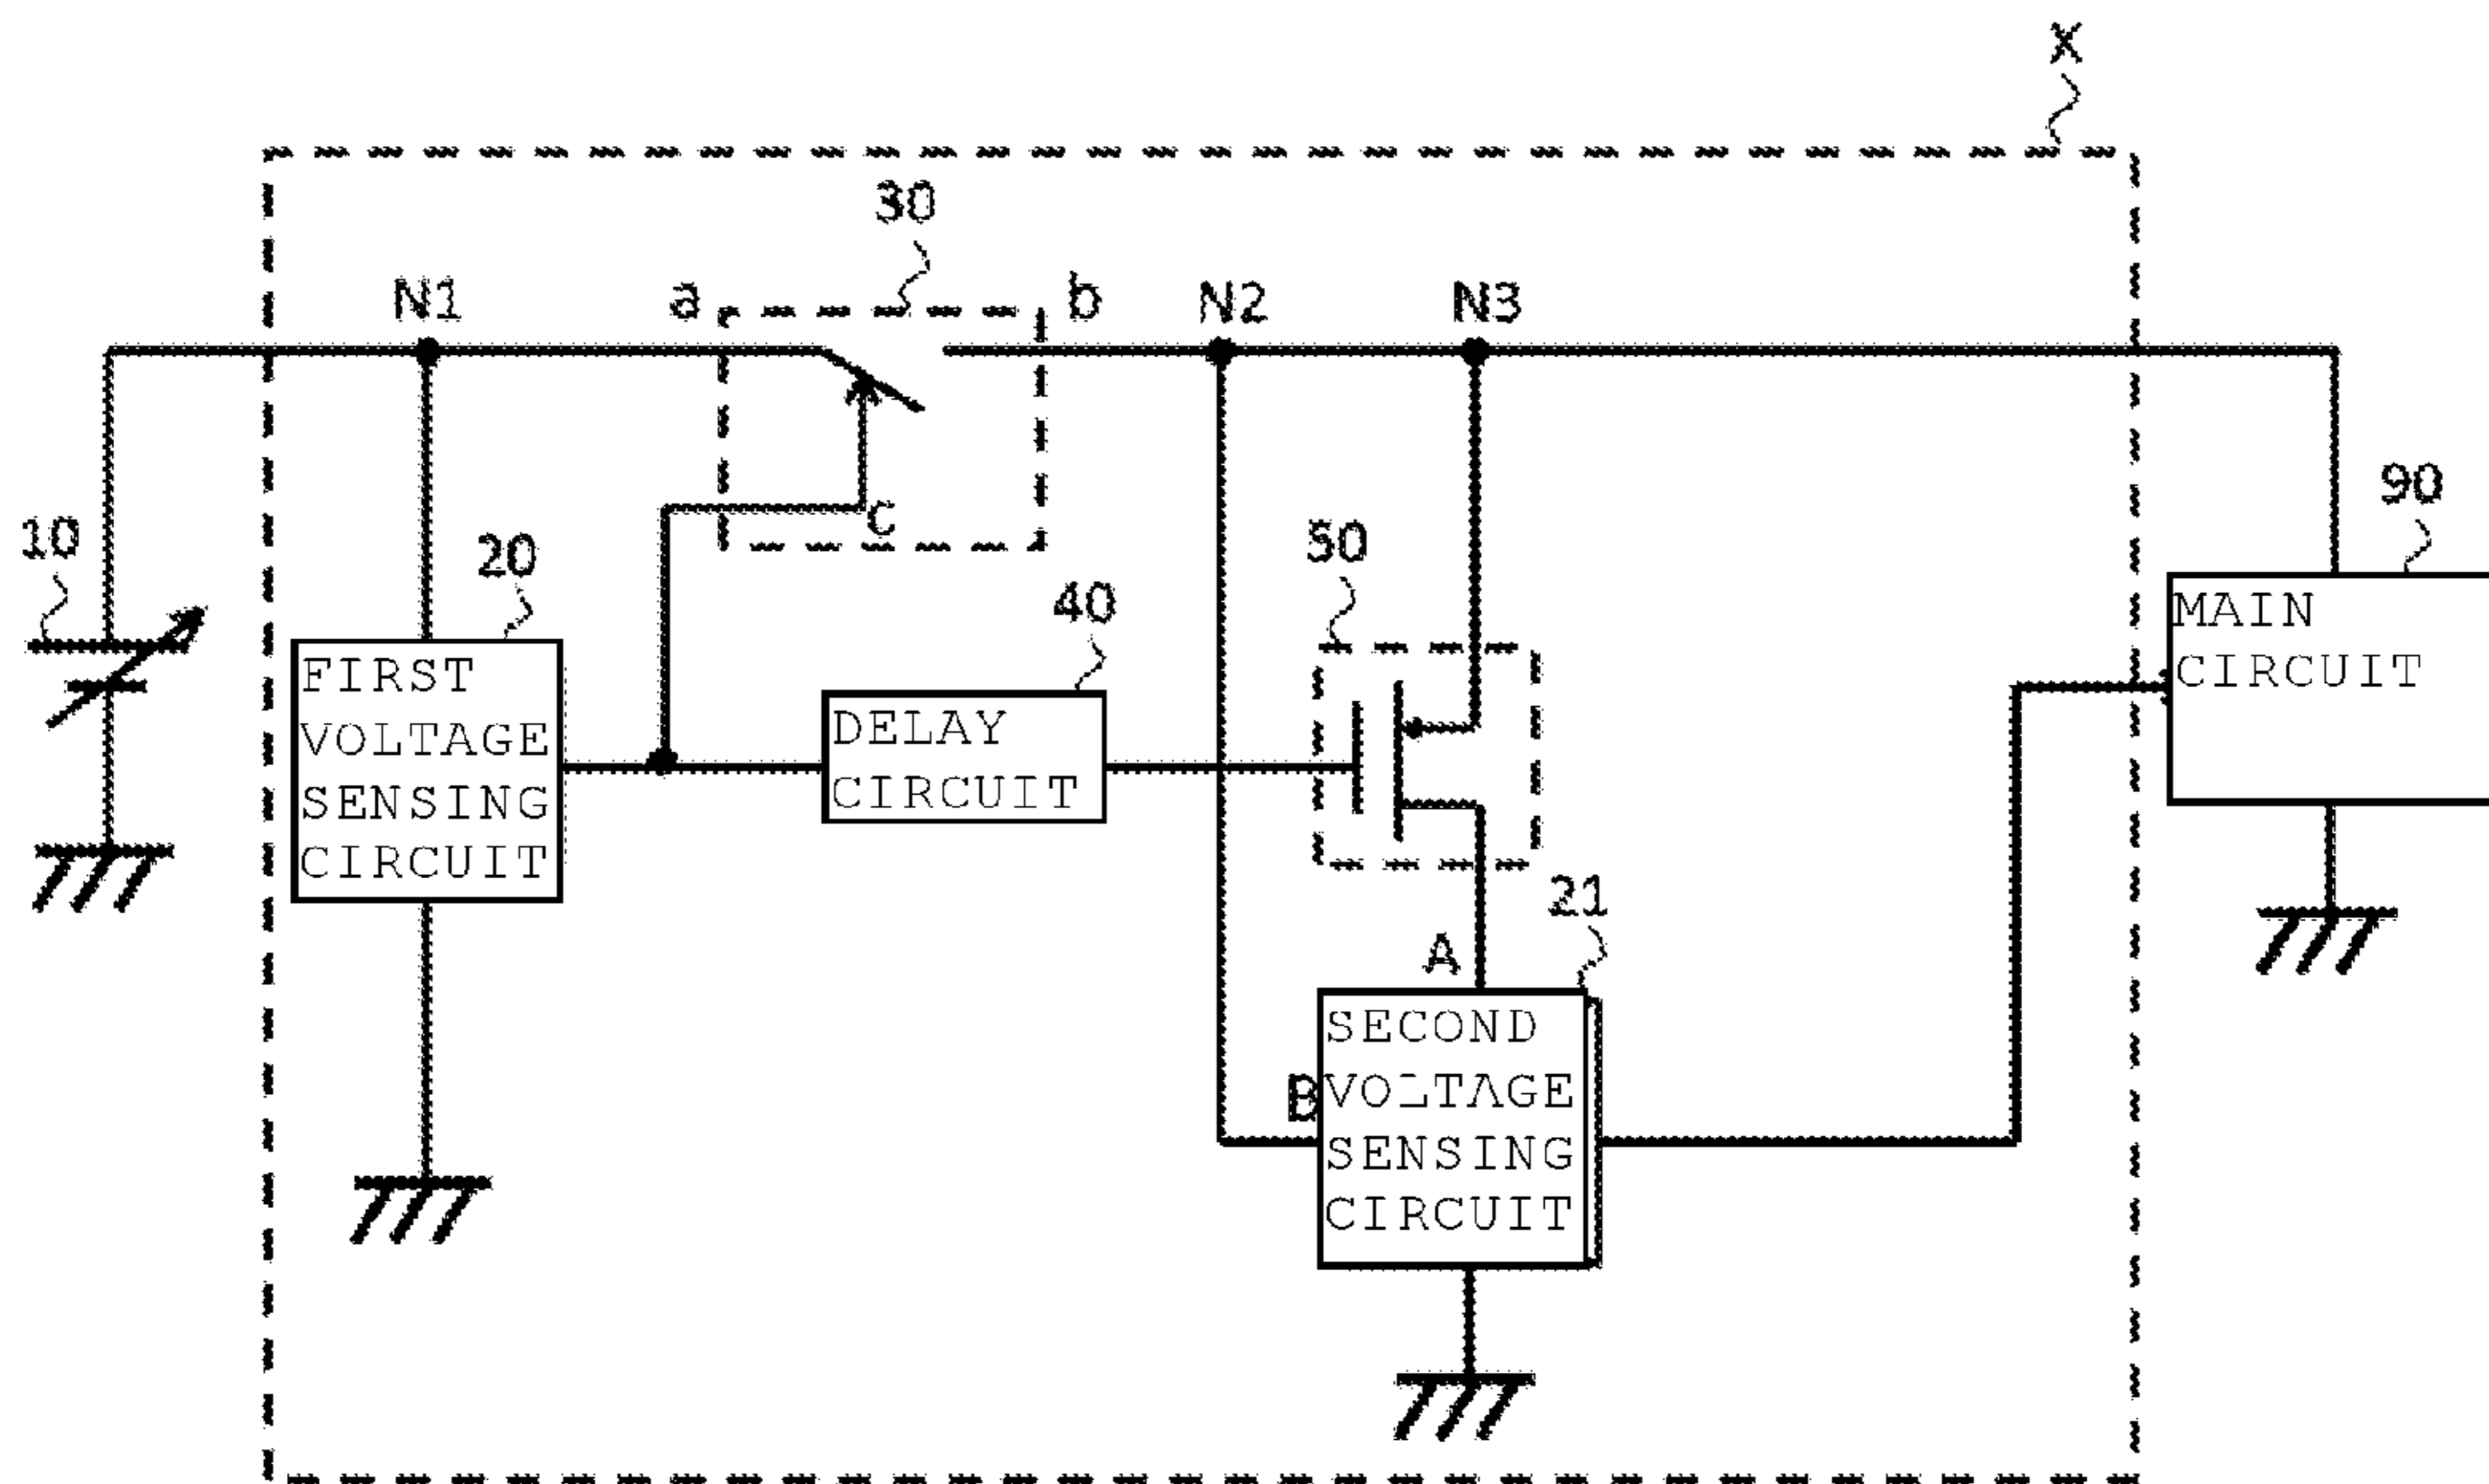 X
30
N1
a
b
N2
N3
c
10
20
40
50
90
FIRST
VOLTAGE
SENSING
CIRCUIT
DELAY
CIRCUIT
MAIN
CIRCUIT
21
A
B
SECOND
VOLTAGE
SENSING
CIRCUIT